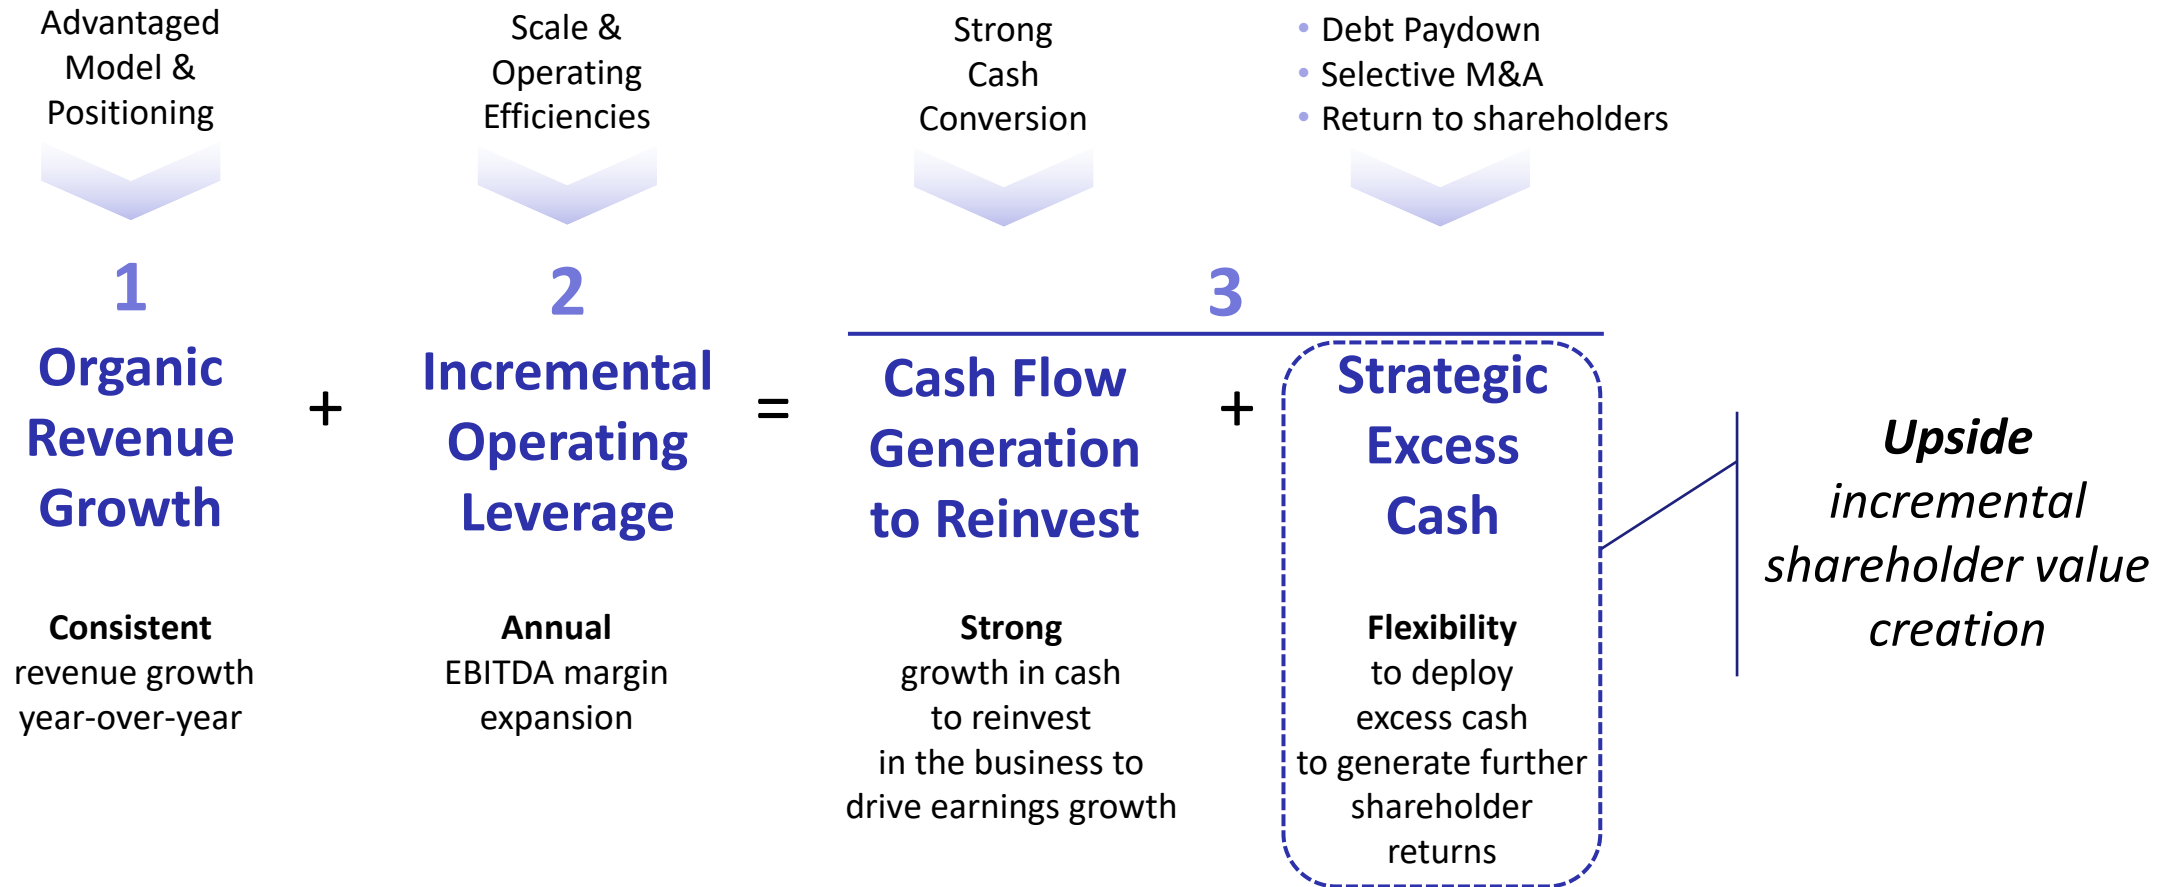 Advantaged
Model &
Positioning
Scale &
Operating
Efficiencies
Strong
Cash
Conversion
• Debt Paydown
• Selective M&A
• Return to shareholders
1
Organic
Revenue
Growth
+
2
Incremental
Operating
Leverage
=
3
Cash Flow
Generation
to Reinvest
+
Strategic
Excess
Cash
Consistent
revenue growth
year-over-year
Annual
EBITDA margin
expansion
Strong
growth in cash
to reinvest
in the business to
drive earnings growth
Flexibility
to deploy
excess cash
to generate further
shareholder
returns
Upside
incremental
shareholder value
creation